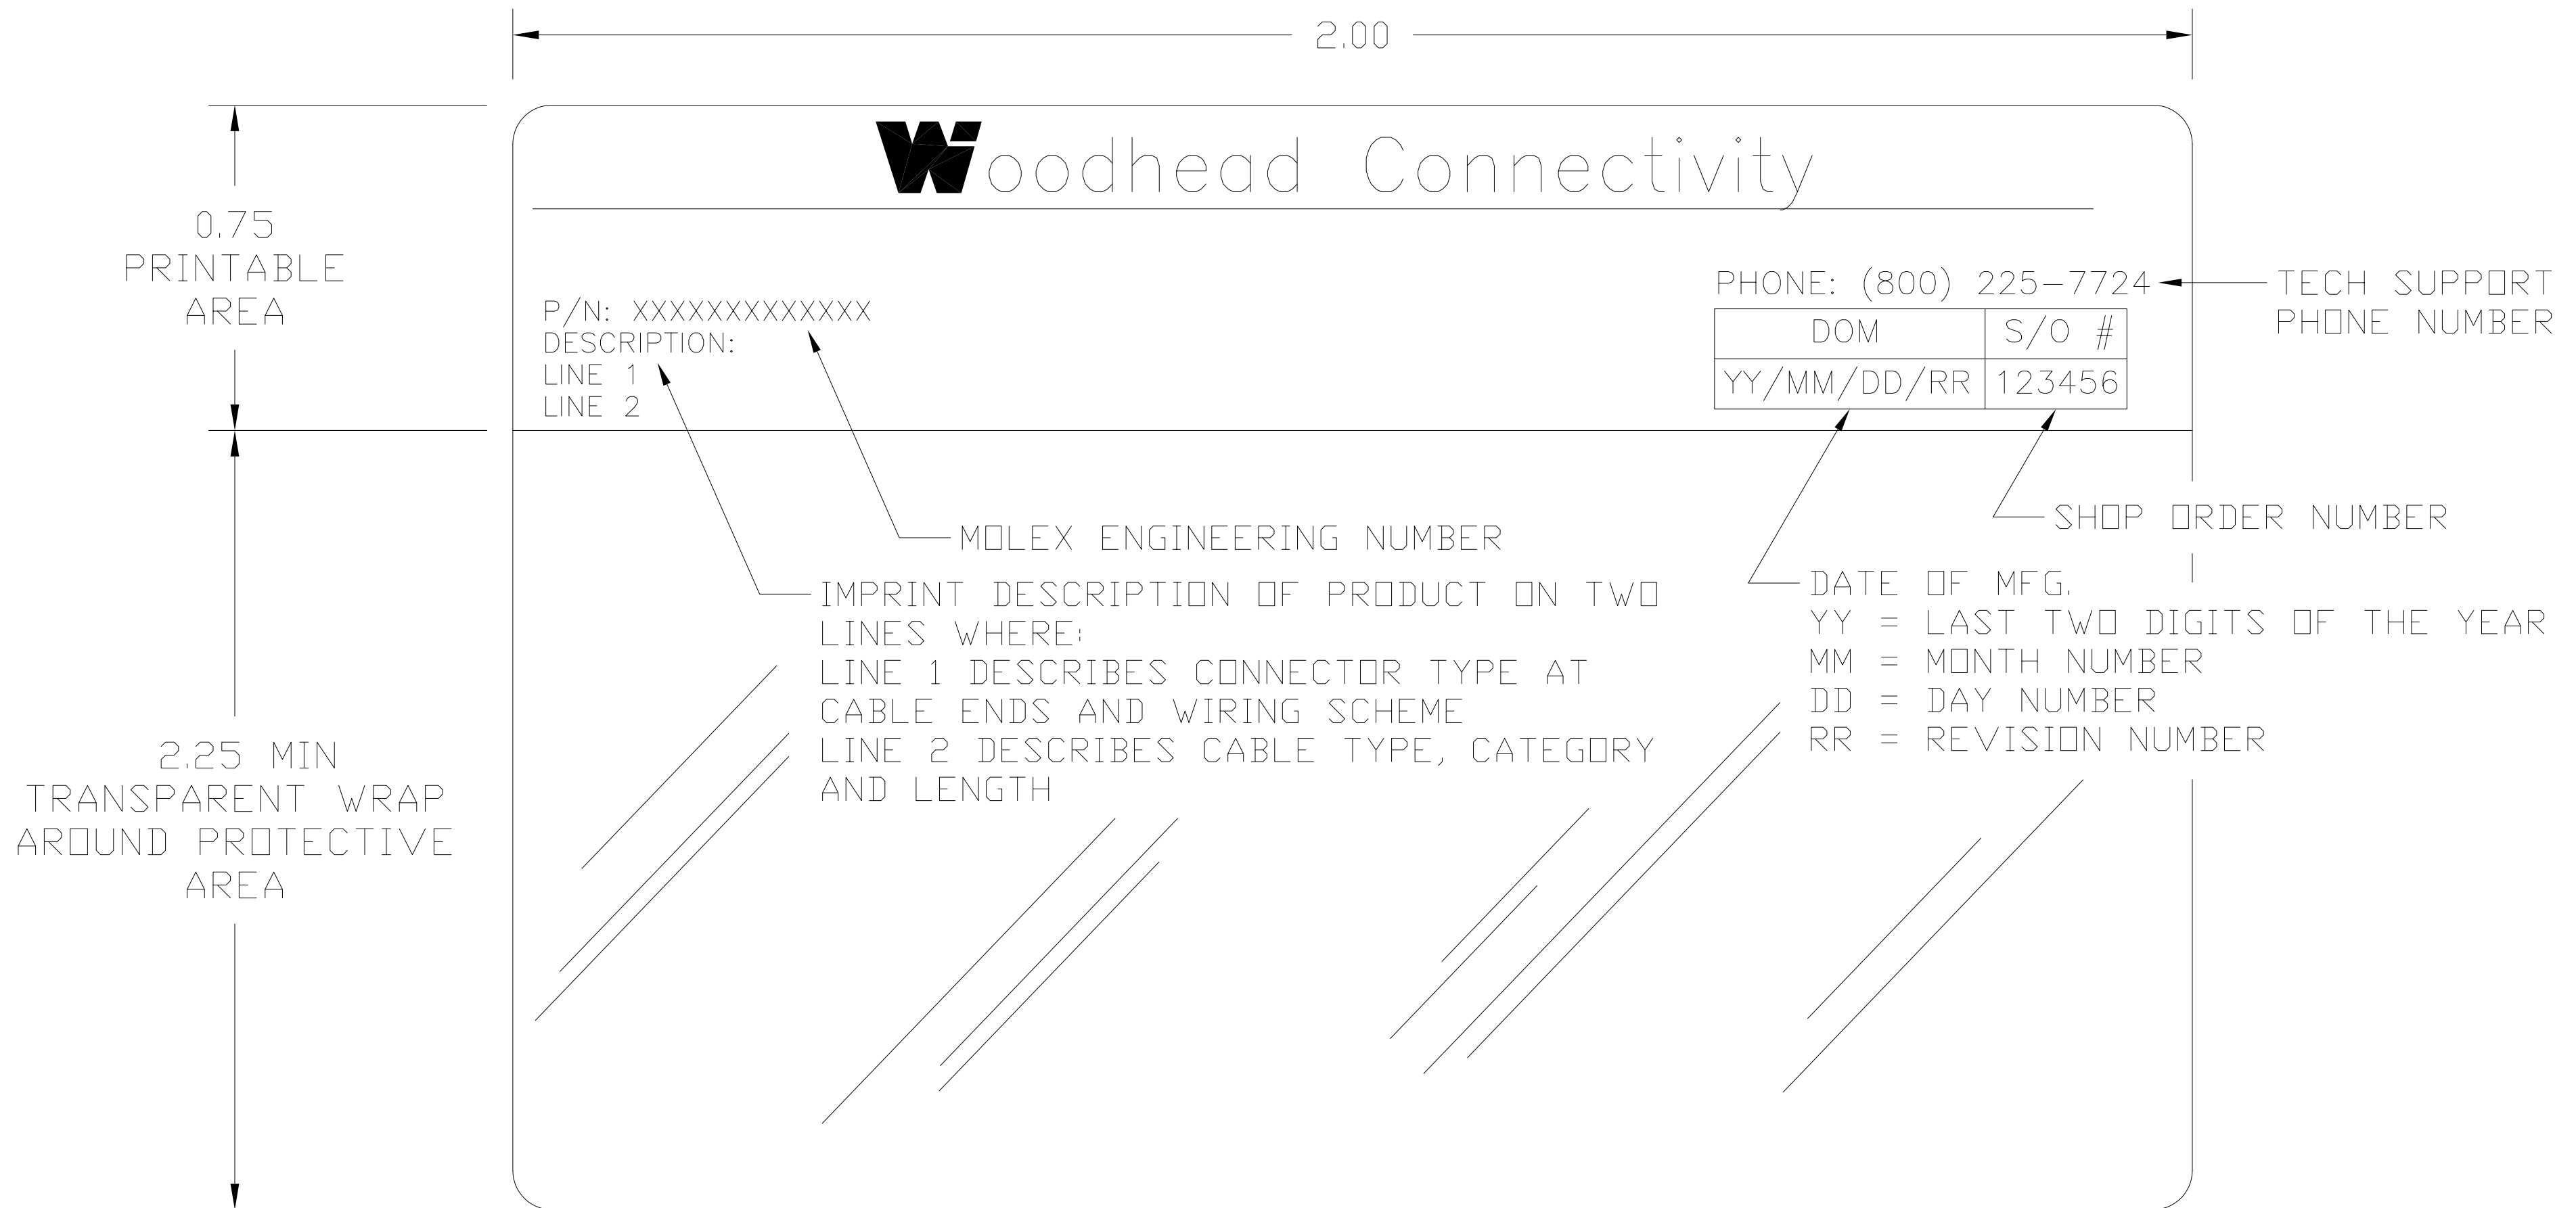 2.00
Woodhead Connectivity
0.75
PRINTABLE
AREA
P/N: XXXXXXXXXXXXX
DESCRIPTION:
LINE 1
LINE 2
PHONE: (800) 225-7724
TECH SUPPORT
PHONE NUMBER
DOM S/O #
YY/MM/DD/RR 123456
SHOP ORDER NUMBER
MOLEX ENGINEERING NUMBER
IMPRINT DESCRIPTION OF PRODUCT ON TWO
LINES WHERE:
LINE 1 DESCRIBES CONNECTOR TYPE AT
CABLE ENDS AND WIRING SCHEME
LINE 2 DESCRIBES CABLE TYPE, CATEGORY
AND LENGTH
DATE OF MFG.
YY = LAST TWO DIGITS OF THE YEAR
MM = MONTH NUMBER
DD = DAY NUMBER
RR = REVISION NUMBER
2.25 MIN
TRANSPARENT WRAP
AROUND PROTECTIVE
AREA